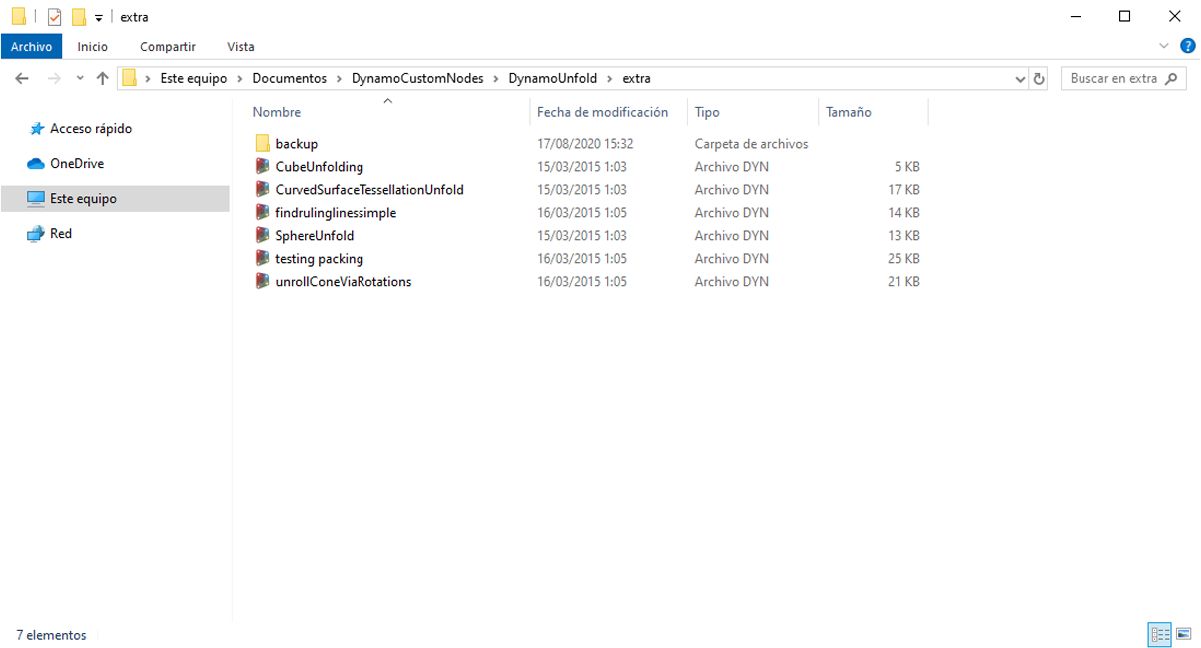 extra
Archivo Inicio Compartir Vista
Este equipo Documentos DynamoCustomNodes DynamoUnfold extra Buscar en extra
Nombre Fecha de modificación Tipo Tamaño
Acceso rápido
OneDrive
Este equipo
Red
backup 17/08/2020 15:32 Carpeta de archivos
CubeUnfolding 15/03/2015 1:03 Archivo DYN 5 KB
CurvedSurfaceTessellationUnfold 15/03/2015 1:03 Archivo DYN 17 KB
findrulinglinessimple 16/03/2015 1:05 Archivo DYN 14 KB
SphereUnfold 15/03/2015 1:03 Archivo DYN 13 KB
testing packing 16/03/2015 1:05 Archivo DYN 25 KB
unrollConeViaRotations 16/03/2015 1:05 Archivo DYN 21 KB
7 elementos